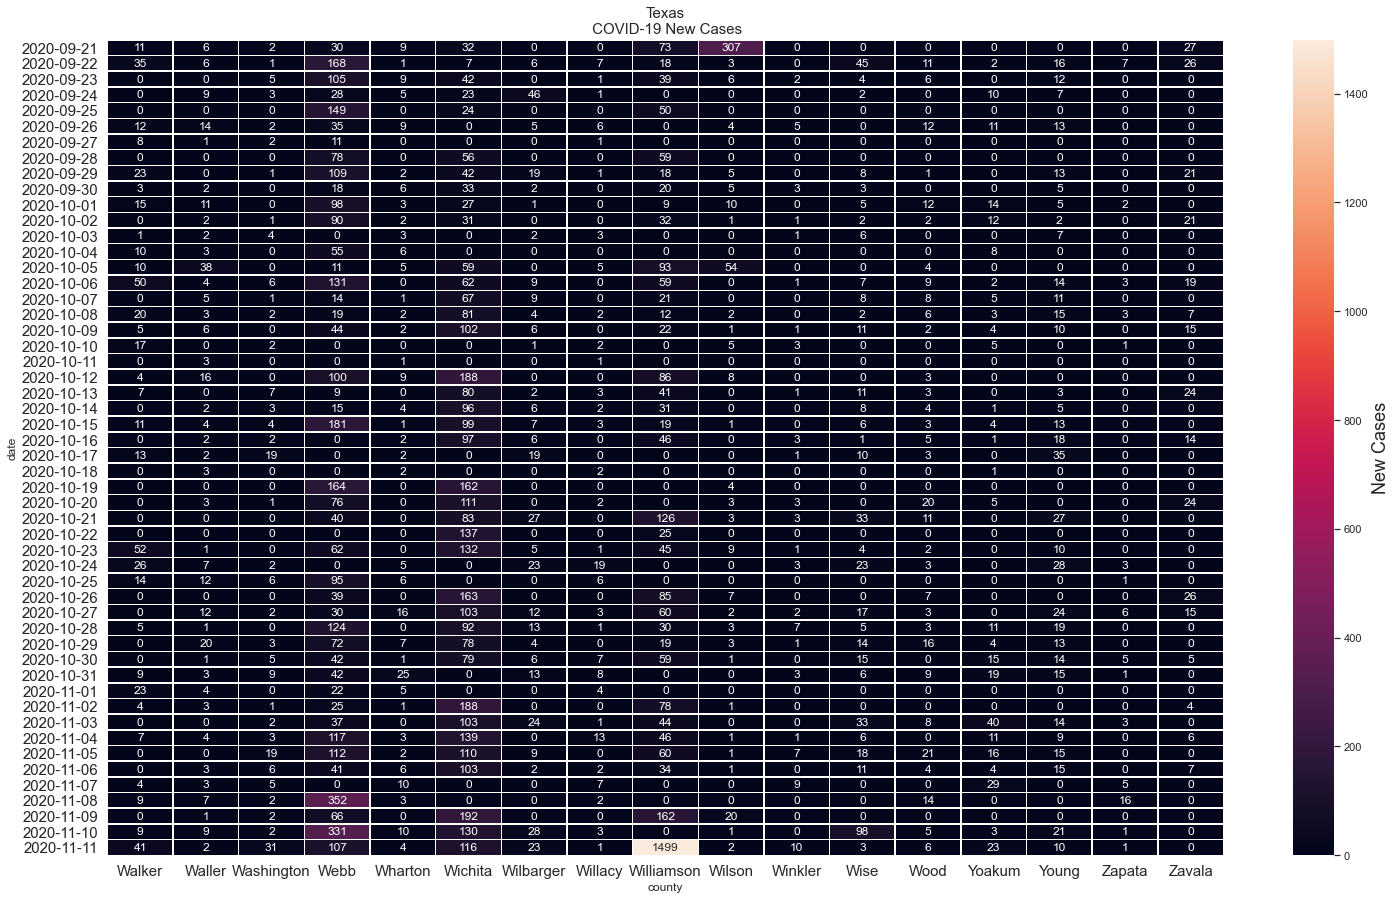 Texas
COVID-19 New Cases
2020-09-21 11 6 2 30 9 32 0 0 73 307 0 0 0 0 0 0 27
2020-09-22 35 6 1 168 1 7 6 7 18 3 0 45 11 2 16 7 26
2020-09-23 0 0 5 105 9 42 0 1 39 6 2 4 6 0 12 0 0
2020-09-24 0 9 3 28 5 23 46 1 0 0 0 2 0 10 7 0 0
2020-09-25 0 0 0 149 0 24 0 0 50 0 0 0 0 0 0 0 0
2020-09-26 12 14 2 35 9 0 5 6 0 4 5 0 12 11 13 0 0
2020-09-27 8 1 2 11 0 0 0 1 0 0 0 0 0 0 0 0 0
2020-09-28 0 0 0 78 0 56 0 0 59 0 0 0 0 0 0 0 0
2020-09-29 23 0 1 109 2 42 19 1 18 5 0 8 1 0 13 0 21
2020-09-30 3 2 0 18 6 33 2 0 20 5 3 3 0 0 5 0 0
2020-10-01 15 11 0 98 3 27 1 0 9 10 0 5 12 14 5 2 0
2020-10-02 0 2 1 90 2 31 0 0 32 1 1 2 2 12 2 0 21
2020-10-03 1 2 4 0 3 0 2 3 0 0 1 6 0 0 7 0 0
2020-10-04 10 3 0 55 6 0 0 0 0 0 0 0 0 8 0 0 0
2020-10-05 10 38 0 11 5 59 0 5 93 54 0 0 4 0 0 0 0
2020-10-06 50 4 6 131 0 62 9 0 59 0 1 7 9 2 14 3 19
2020-10-07 0 5 1 14 1 67 9 0 21 0 0 8 8 5 11 0 0
2020-10-08 20 3 2 19 2 81 4 2 12 2 0 2 6 3 15 3 7
2020-10-09 5 6 0 44 2 102 6 0 22 1 1 11 2 4 10 0 15
2020-10-10 17 0 2 0 0 0 1 2 0 5 3 0 0 5 0 1 0
2020-10-11 0 3 0 0 1 0 0 1 0 0 0 0 0 0 0 0 0
2020-10-12 4 16 0 100 9 188 0 0 86 8 0 0 3 0 0 0 0
2020-10-13 7 0 7 9 0 80 2 3 41 0 1 11 3 0 3 0 24
2020-10-14 0 2 3 15 4 96 6 2 31 0 0 8 4 1 5 0 0
2020-10-15 11 4 4 181 1 99 7 3 19 1 0 6 3 4 13 0 0
2020-10-16 0 2 2 0 2 97 6 0 46 0 3 1 5 1 18 0 14
2020-10-17 13 2 19 0 2 0 19 0 0 0 1 10 3 0 35 0 0
2020-10-18 0 3 0 0 2 0 0 2 0 0 0 0 0 1 0 0 0
2020-10-19 0 0 0 164 0 162 0 0 0 4 0 0 0 0 0 0 0
2020-10-20 0 3 1 76 0 111 0 2 0 3 3 0 20 5 0 0 24
2020-10-21 0 0 0 40 0 83 27 0 126 3 3 33 11 0 27 0 0
2020-10-22 0 0 0 0 0 137 0 0 25 0 0 0 0 0 0 0 0
2020-10-23 52 1 0 62 0 132 5 1 45 9 1 4 2 0 10 0 0
2020-10-24 26 7 2 0 5 0 23 19 0 0 3 23 3 0 28 3 0
2020-10-25 14 12 6 95 6 0 0 6 0 0 0 0 0 0 0 1 0
2020-10-26 0 0 0 39 0 163 0 0 85 7 0 0 7 0 0 0 26
2020-10-27 0 12 2 30 16 103 12 3 60 2 2 17 3 0 24 6 15
2020-10-28 5 1 0 124 0 92 13 1 30 3 7 5 3 11 19 0 0
2020-10-29 0 20 3 72 7 78 4 0 19 3 1 14 16 4 13 0 0
2020-10-30 0 1 5 42 1 79 6 7 59 1 0 15 0 15 14 5 5
2020-10-31 9 3 9 42 25 0 13 8 0 0 3 6 9 19 15 1 0
2020-11-01 23 4 0 22 5 0 0 4 0 0 0 0 0 0 0 0 0
2020-11-02 4 3 1 25 1 188 0 0 78 1 0 0 0 0 0 0 4
2020-11-03 0 0 2 37 0 103 24 1 44 0 0 33 8 40 14 3 0
2020-11-04 7 4 3 117 3 139 0 13 46 1 1 6 0 11 9 0 6
2020-11-05 0 0 19 112 2 110 9 0 60 1 7 18 21 16 15 0 0
2020-11-06 0 3 6 41 6 103 2 2 34 1 0 11 4 4 15 0 7
2020-11-07 4 3 5 0 10 0 0 7 0 0 9 0 0 29 0 5 0
2020-11-08 9 7 2 352 3 0 0 2 0 0 0 0 14 0 0 16 0
2020-11-09 0 1 2 66 0 192 0 0 162 20 0 0 0 0 0 0 0
2020-11-10 9 9 2 331 10 130 28 3 0 1 0 98 5 3 21 1 0
2020-11-11 41 2 31 107 4 116 23 1 1499 2 10 3 6 23 10 1 0
Walker Waller Washington Webb Wharton Wichita Wilbarger Willacy Williamson Wilson Winkler Wise Wood Yoakum Young Zapata Zavala
county
date
1400
1200
1000
800
600
400
200
0
New Cases